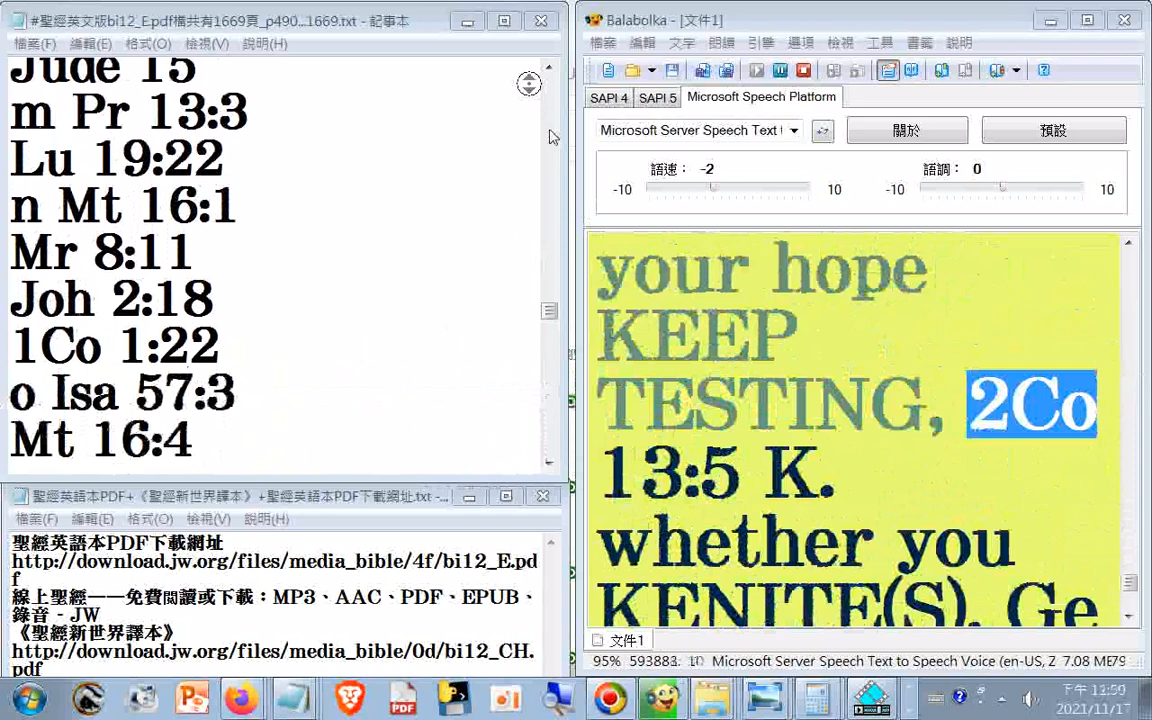 #聖經英文版bi12_E.pdf檔共有1669頁_p490...1669.txt - 記事本
檔案(F) 編輯(E) 格式(O) 檢視(V) 說明(H)
Jude 15
m Pr 13:3
Lu 19:22
n Mt 16:1
Mr 8:11
Joh 2:18
1Co 1:22
o Isa 57:3
Mt 16:4
聖經英語本PDF+《聖經新世界譯本》+聖經英語本PDF下載網址.txt -...
檔案(F) 編輯(E) 格式(O) 檢視(V) 說明(H)
聖經英語本PDF下載網址
http://download.jw.org/files/media_bible/4f/bi12_E.pd
f
線上聖經——免費閱讀或下載：MP3、AAC、PDF、EPUB、
錄音 - JW
《聖經新世界譯本》
http://download.jw.org/files/media_bible/0d/bi12_CH.
pdf
Balabolka - [文件1]
檔案 編輯 文字 朗讀 引擎 選項 檢視 工具 書籤 說明
SAPI 4 SAPI 5 Microsoft Speech Platform
Microsoft Server Speech Text 關於 預設
語速： -2 語調： 0
-10 10 -10 10
your hope
KEEP
TESTING, 2Co
13:5 K.
whether you
KENITE(S), Ge
文件1
95% Microsoft Server Speech Text to Speech Voice (en-US, Z 7.08 ME
PDF
下午 12:59
2021/11/17